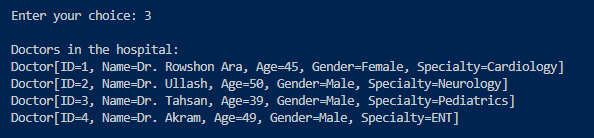 Enter your choice: 3
Doctors in the hospital:
Doctor[ID=1, Name=Dr. Rowshon Ara, Age=45, Gender=Female, Specialty=Cardiology]
Doctor[ID=2, Name=Dr. Ullash, Age=50, Gender=Male, Specialty=Neurology]
Doctor[ID=3, Name=Dr. Tahsan, Age=39, Gender=Male, Specialty=Pediatrics]
Doctor[ID=4, Name=Dr. Akram, Age=49, Gender=Male, Specialty=ENT]